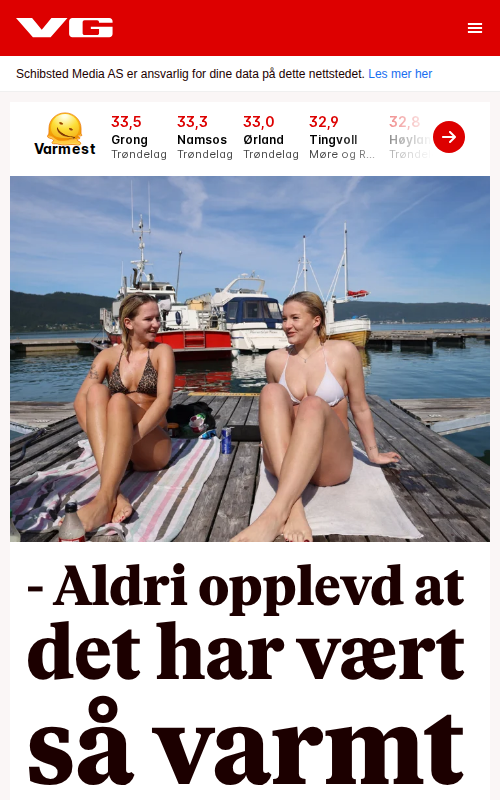 VG
Schibsted Media AS er ansvarlig for dine data på dette nettstedet. Les mer her
Varmest
33,5
Grong
Trøndelag
33,3
Namsos
Trøndelag
33,0
Ørland
Trøndelag
32,9
Tingvoll
Møre og R...
32,8
- Aldri opplevd at
det har vært
så varmt